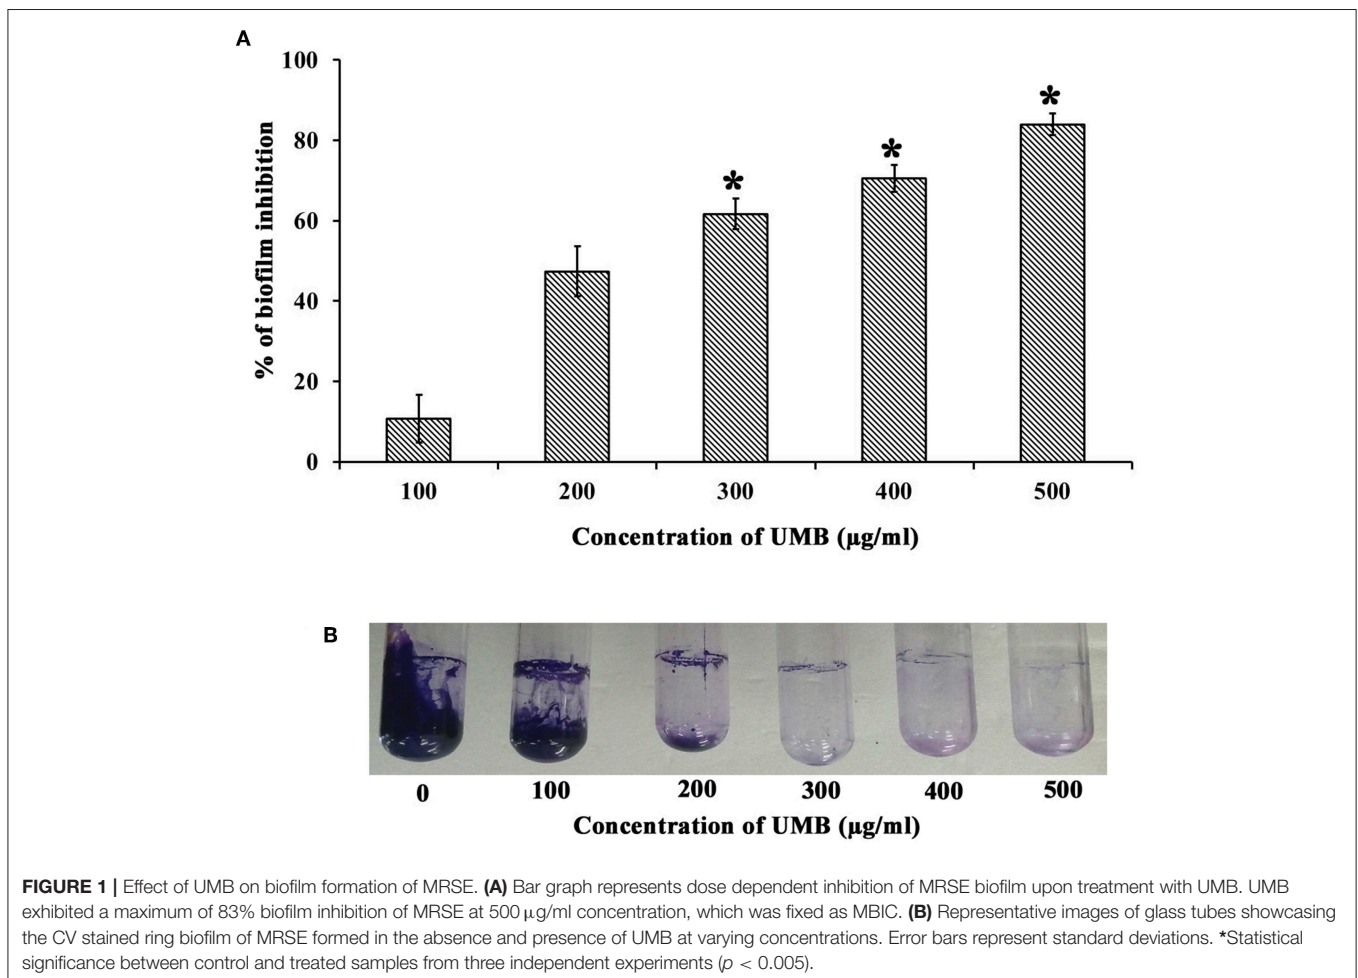 A
100
80
60
40
20
0
% of biofilm inhibition
*
*
*
100 200 300 400 500
Concentration of UMB (µg/ml)
B
0 100 200 300 400 500
Concentration of UMB (µg/ml)
FIGURE 1 | Effect of UMB on biofilm formation of MRSE. (A) Bar graph represents dose dependent inhibition of MRSE biofilm upon treatment with UMB. UMB
exhibited a maximum of 83% biofilm inhibition of MRSE at 500 µg/ml concentration, which was fixed as MBIC. (B) Representative images of glass tubes showcasing
the CV stained ring biofilm of MRSE formed in the absence and presence of UMB at varying concentrations. Error bars represent standard deviations. *Statistical
significance between control and treated samples from three independent experiments (p < 0.005).